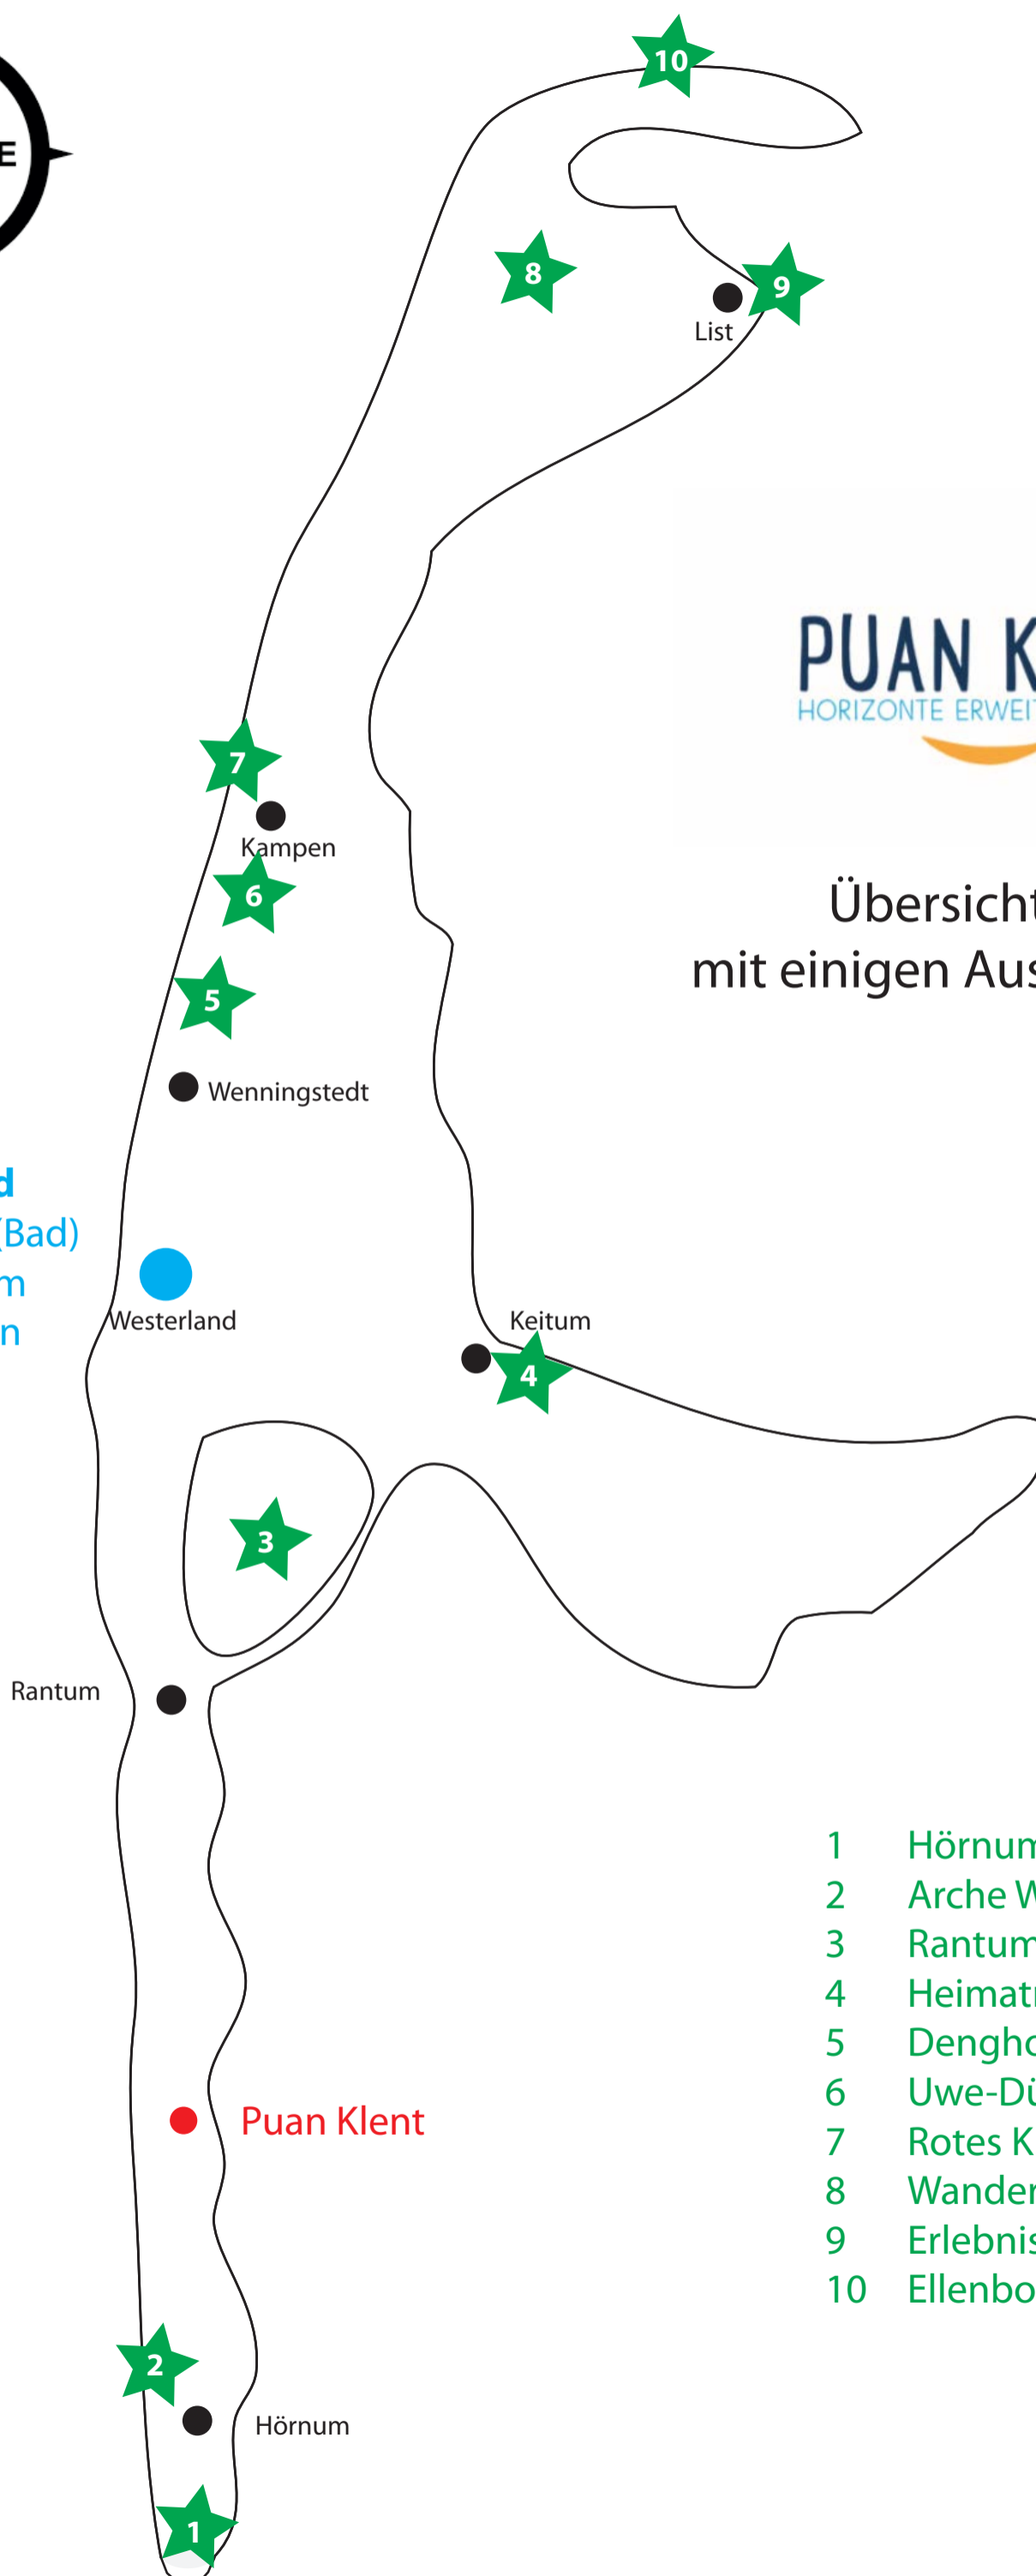 10
E
8
9
List
PUAN K
HORIZONTE ERWEI
7
Kampen
6
Übersicht
mit einigen Aus
5
Wenningstedt
d
(Bad)
m
n
Westerland
Keitum
4
3
Rantum
1 Hörnum
2 Arche W
3 Rantum
4 Heimat
5 Dengho
6 Uwe-Dü
7 Rotes K
8 Wander
9 Erlebnis
10 Ellenbo
Puan Klent
2
Hörnum
1